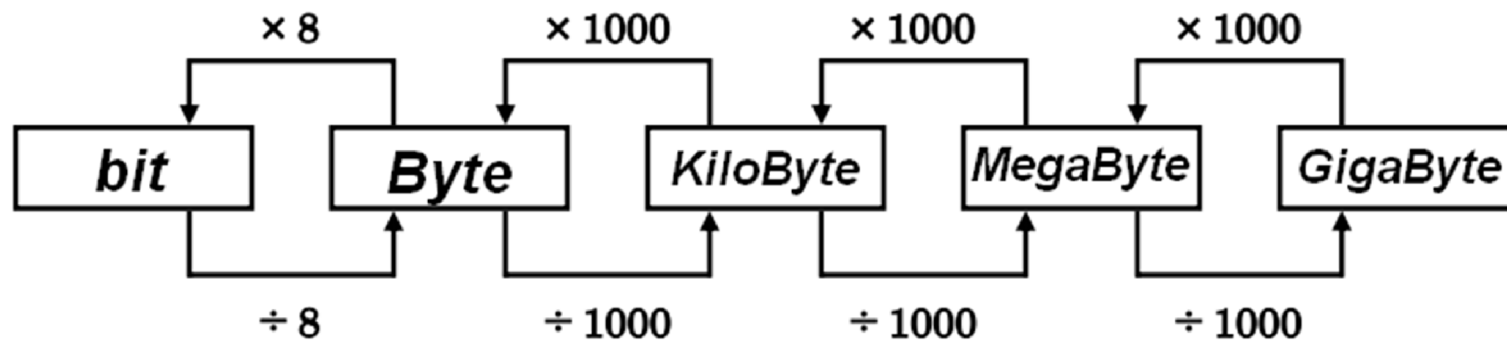 × 8 × 1000 × 1000 × 1000
bit Byte KiloByte MegaByte GigaByte
÷ 8 ÷ 1000 ÷ 1000 ÷ 1000